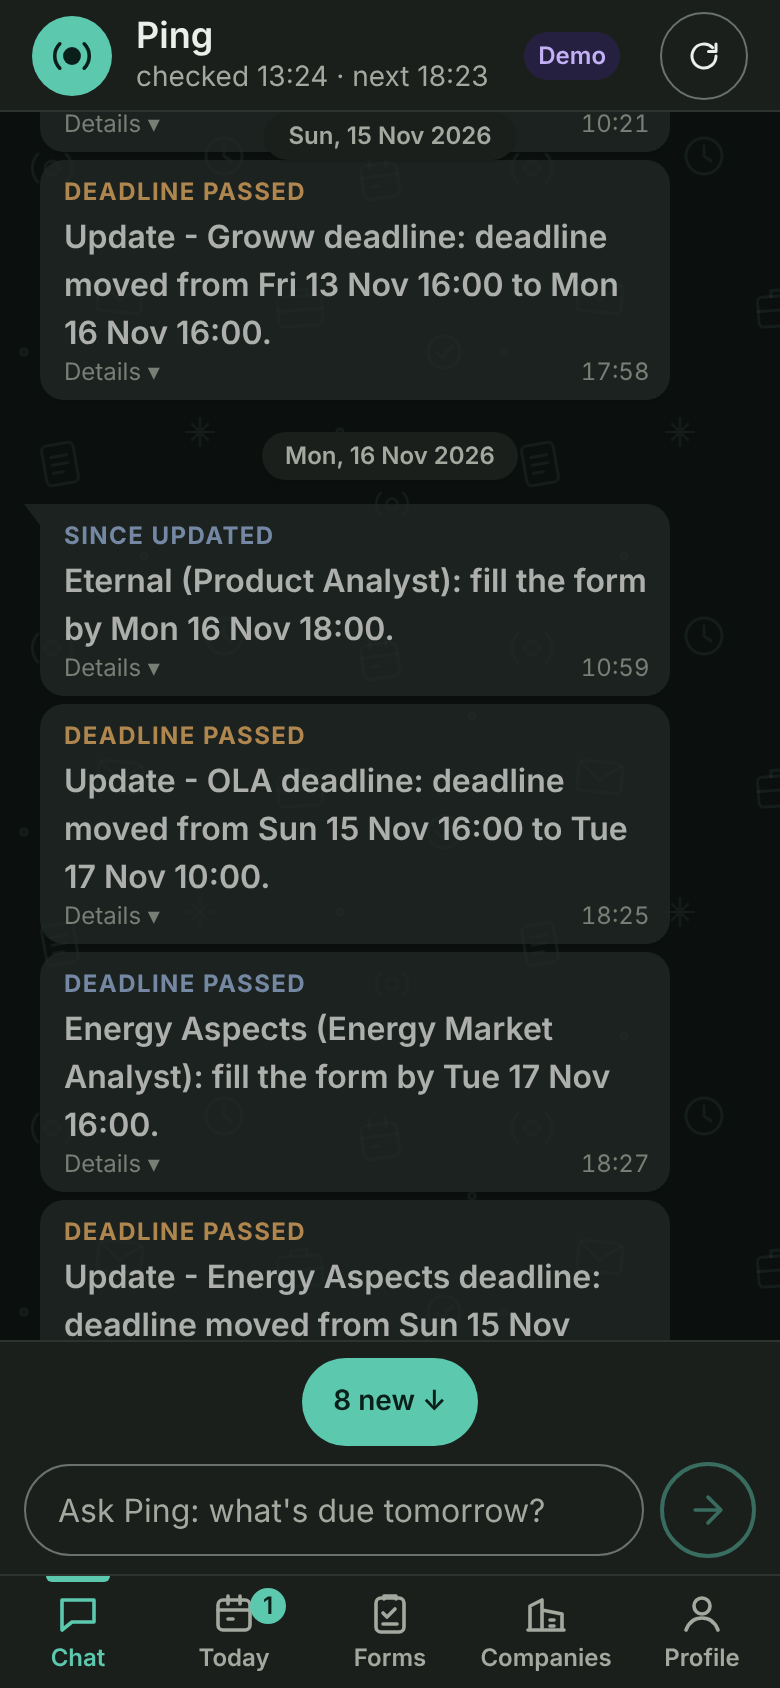 Ping
checked 13:24 · next 18:23
Demo
Details ▾
10:21
Sun, 15 Nov 2026
DEADLINE PASSED
Update - Groww deadline: deadline
moved from Fri 13 Nov 16:00 to Mon
16 Nov 16:00.
Details ▾
17:58
Mon, 16 Nov 2026
SINCE UPDATED
Eternal (Product Analyst): fill the form
by Mon 16 Nov 18:00.
Details ▾
10:59
DEADLINE PASSED
Update - OLA deadline: deadline
moved from Sun 15 Nov 16:00 to Tue
17 Nov 10:00.
Details ▾
18:25
DEADLINE PASSED
Energy Aspects (Energy Market
Analyst): fill the form by Tue 17 Nov
16:00.
Details ▾
18:27
DEADLINE PASSED
Update - Energy Aspects deadline:
deadline moved from Sun 15 Nov
8 new ↓
Ask Ping: what's due tomorrow?
1
Chat
Today
Forms
Companies
Profile